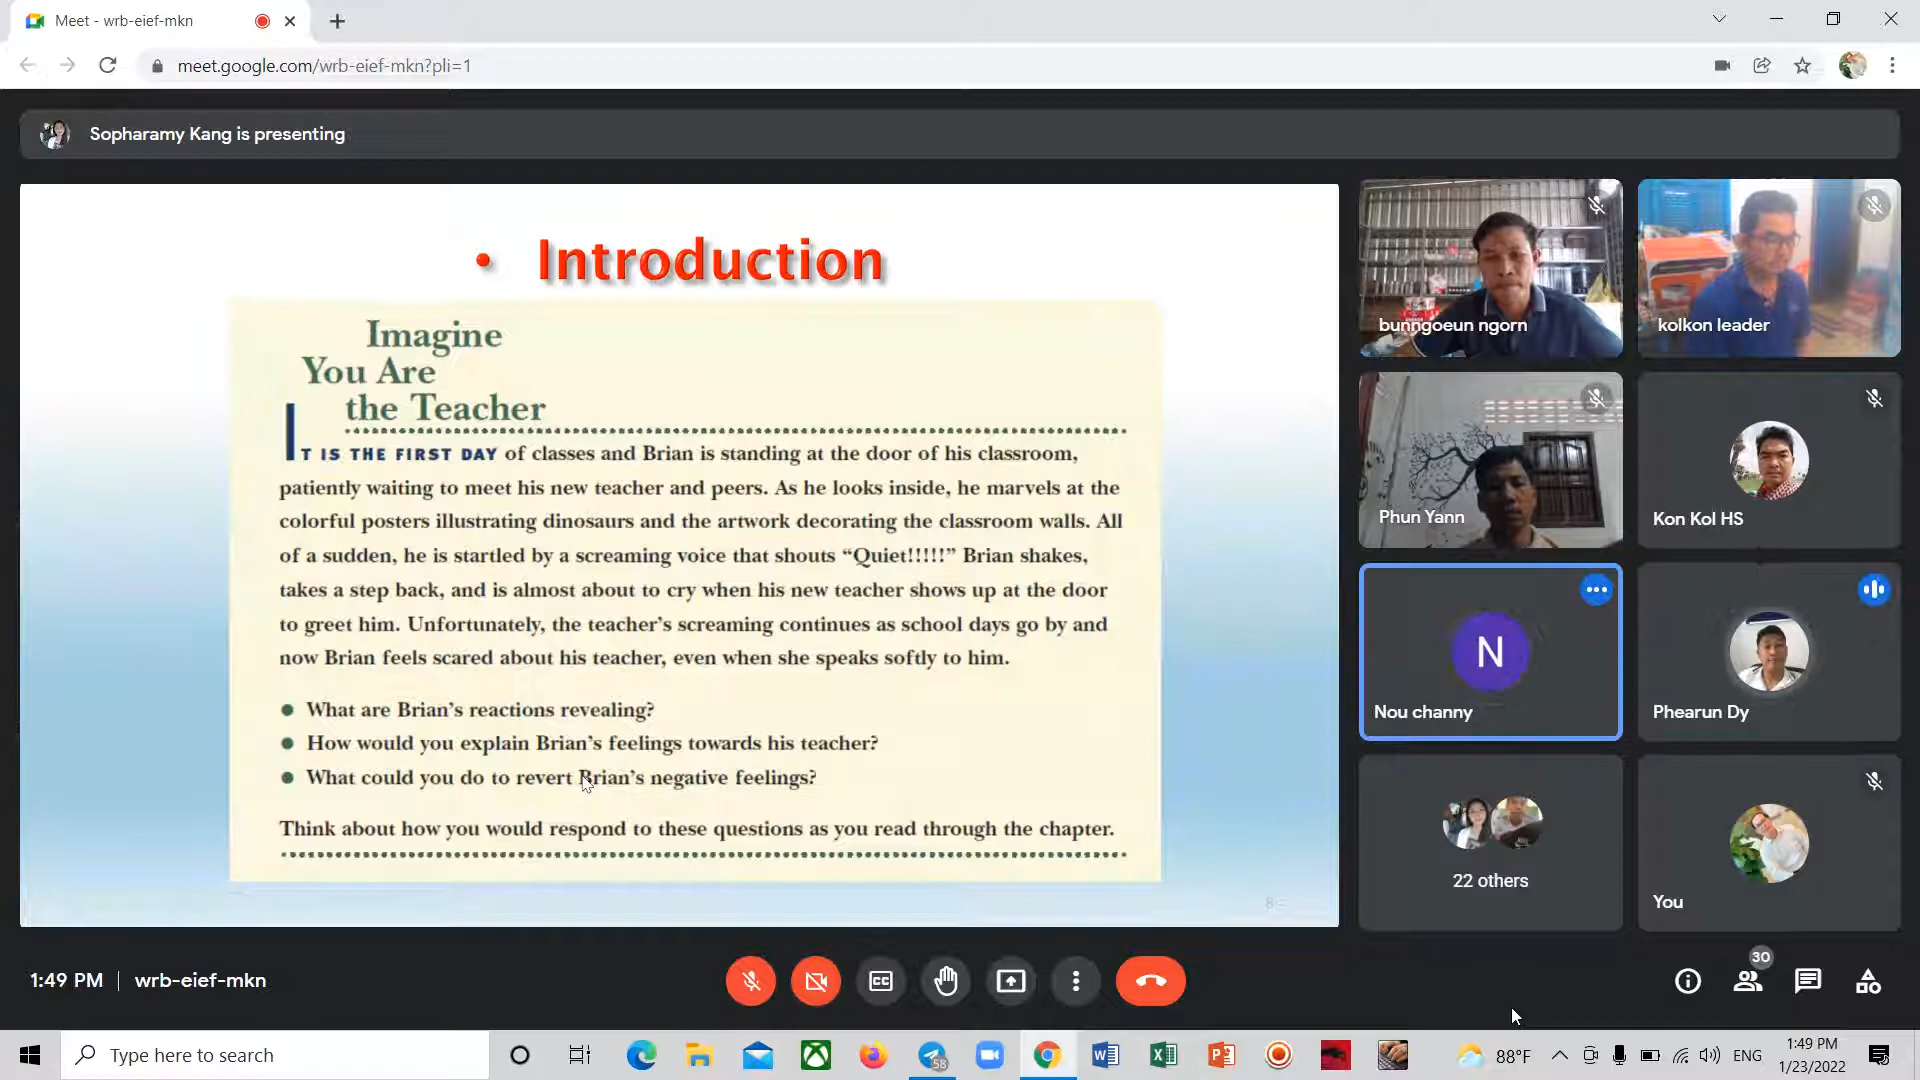 Meet - wrb-eief-mkn
meet.google.com/wrb-eief-mkn?pli=1
Sopharamy Kang is presenting
• Introduction
Imagine
You Are
the Teacher
IT IS THE FIRST DAY of classes and Brian is standing at the door of his classroom,
patiently waiting to meet his new teacher and peers. As he looks inside, he marvels at the
colorful posters illustrating dinosaurs and the artwork decorating the classroom walls. All
of a sudden, he is startled by a screaming voice that shouts “Quiet!!!!!” Brian shakes,
takes a step back, and is almost about to cry when his new teacher shows up at the door
to greet him. Unfortunately, the teacher’s screaming continues as school days go by and
now Brian feels scared about his teacher, even when she speaks softly to him.
● What are Brian’s reactions revealing?
● How would you explain Brian’s feelings towards his teacher?
● What could you do to revert Brian’s negative feelings?
Think about how you would respond to these questions as you read through the chapter.
8
bunngoeun ngorn
kolkon leader
Phun Yann
Kon Kol HS
N
Nou channy
Phearun Dy
22 others
You
1:49 PM | wrb-eief-mkn
CC
30
Type here to search
58
88°F
ENG
1:49 PM
1/23/2022